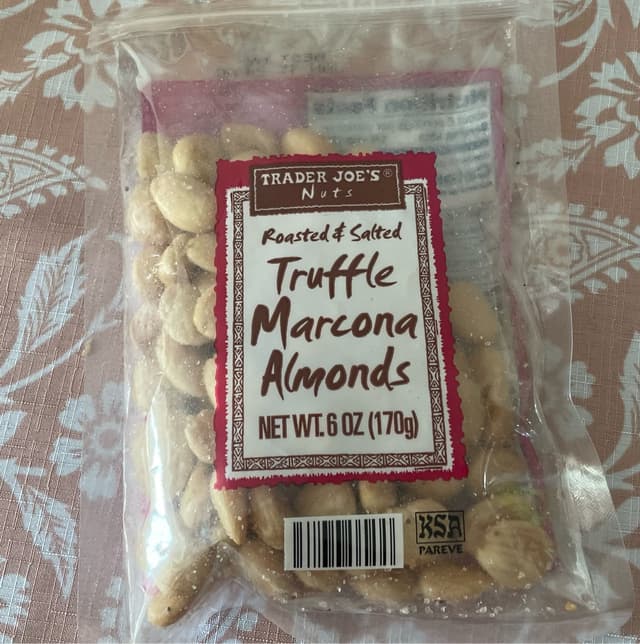 TRADER JOE'S®
Nuts
Roasted & Salted
Truffle
Marcona
Almonds
NET WT. 6 OZ (170g)
KSA
PAREVE